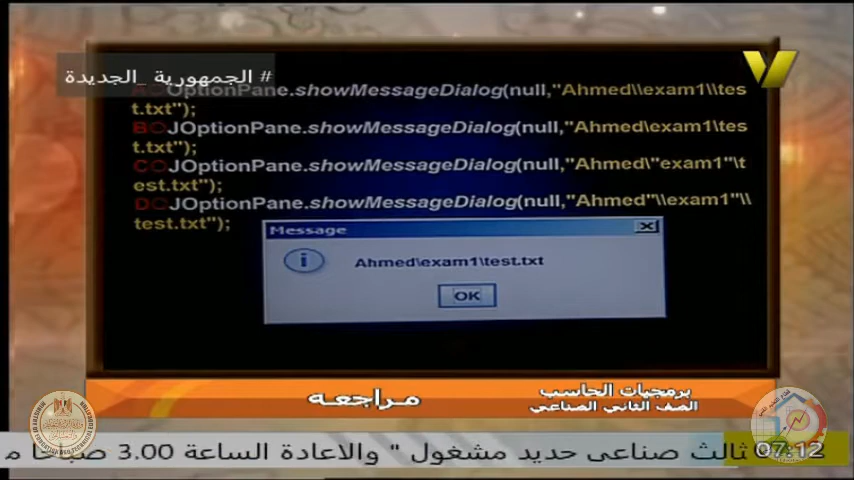 # الجمهورية _الجديدة
JOptionPane.showMessageDialog(null,"Ahmed\\exam1\\tes
t.txt");
B○JOptionPane.showMessageDialog(null,"Ahmed\exam1\tes
t.txt");
C○JOptionPane.showMessageDialog(null,"Ahmed\"exam1"\t
est.txt");
D○JOptionPane.showMessageDialog(null,"Ahmed"\\exam1"\\
test.txt");
Message
Ahmed\exam1\test.txt
OK
برمجيات الحاسب
الصف الثاني الصناعي
مراجعه
ثالث صناعى حديد مشغول " والاعادة الساعة 3.00 صباحا م
07:12